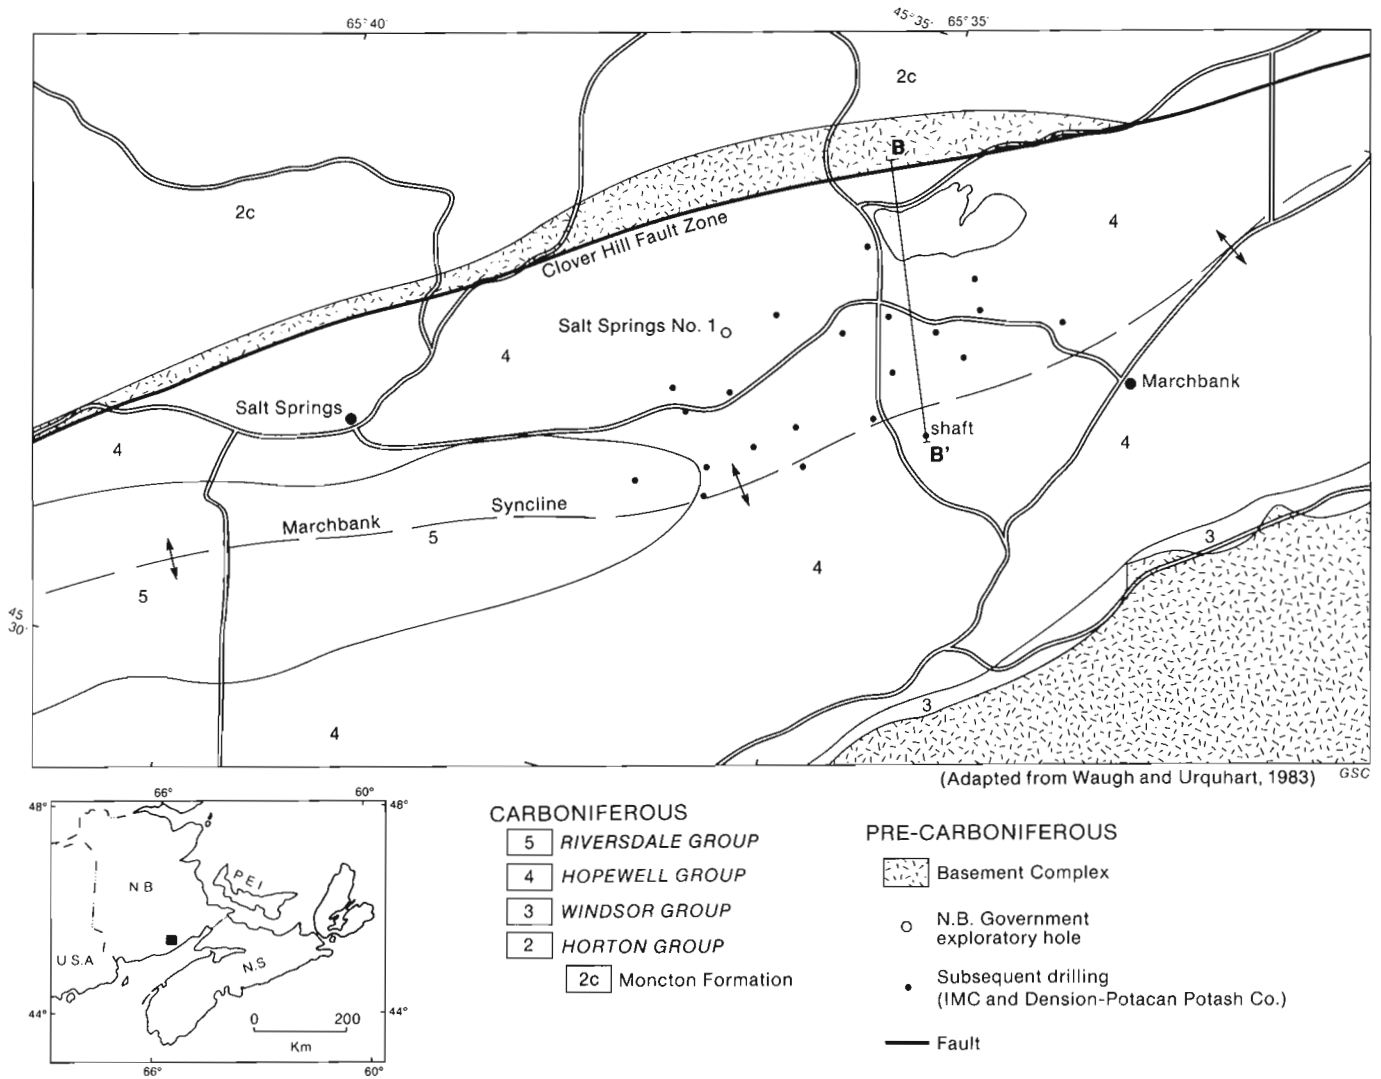 65°40'
45°35'
65°35'
2c
B
2c
Clover Hill Fault Zone
4
Salt Springs No. 1
4
Marchbank
Salt Springs
shaft
4
4
B'
Syncline
Marchbank
5
3
4
5
45
30'
3
4
(Adapted from Waugh and Urquhart, 1983)
GSC
66°
60°
48°
48°
P E I
N B
U.S.A
N.S
0
200
Km
44°
44°
66°
60°
CARBONIFEROUS
5 RIVERSDALE GROUP
4 HOPEWELL GROUP
3 WINDSOR GROUP
2 HORTON GROUP
2c Moncton Formation
PRE-CARBONIFEROUS
Basement Complex
N.B. Government
exploratory hole
Subsequent drilling
(IMC and Dension-Potacan Potash Co.)
Fault